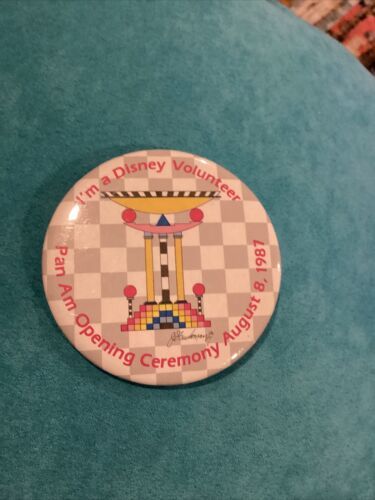 I'm a Disney Volunteer
Pan Am Opening Ceremony August 8, 1987